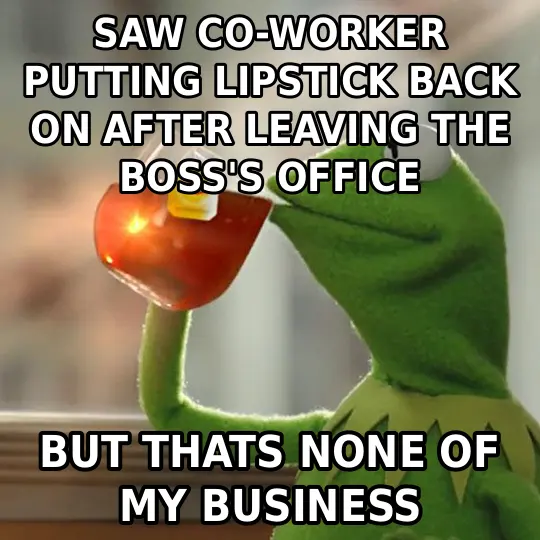 SAW CO-WORKER
PUTTING LIPSTICK BACK
ON AFTER LEAVING THE
BOSS'S OFFICE
BUT THATS NONE OF
MY BUSINESS